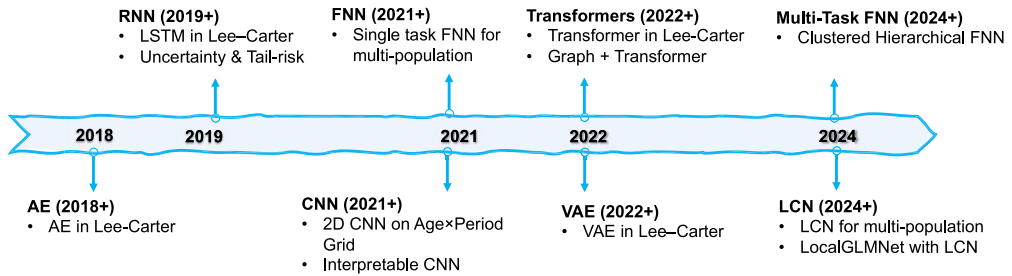 RNN (2019+)
• LSTM in Lee–Carter
• Uncertainty & Tail-risk
FNN (2021+)
• Single task FNN for
multi-population
Transformers (2022+)
• Transformer in Lee-Carter
• Graph + Transformer
Multi-Task FNN (2024+)
• Clustered Hierarchical FNN
2018
2019
2021
2022
2024
AE (2018+)
• AE in Lee-Carter
CNN (2021+)
• 2D CNN on Age×Period
Grid
• Interpretable CNN
VAE (2022+)
• VAE in Lee–Carter
LCN (2024+)
• LCN for multi-population
• LocalGLMNet with LCN